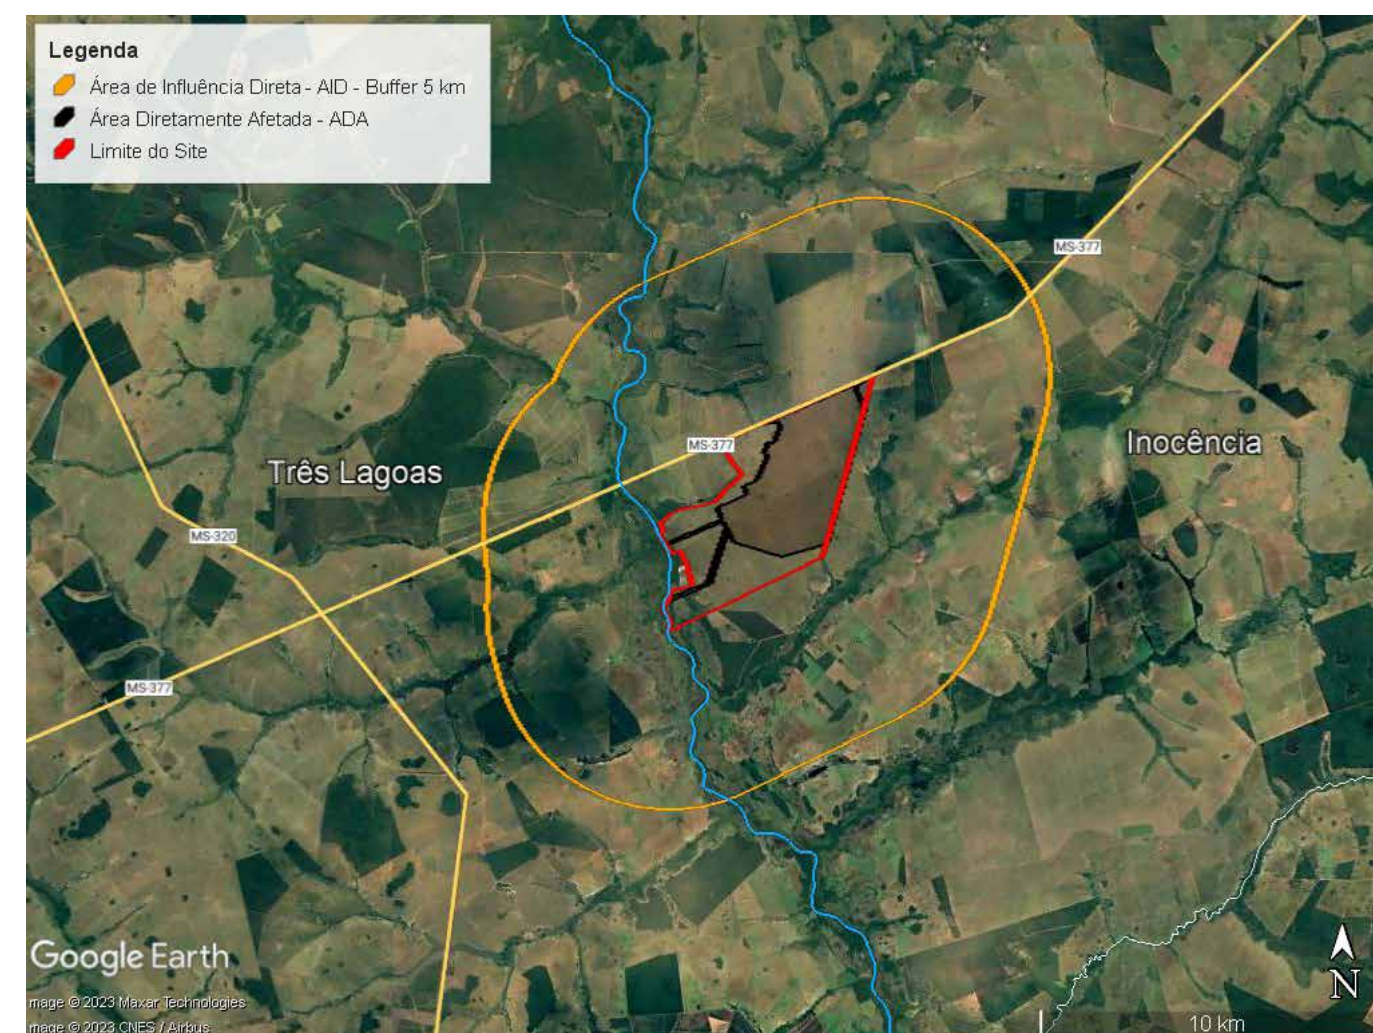 Legenda
Área de Influência Direta - AID - Buffer 5 km
Área Diretamente Afetada - ADA
Limite do Site
MS-377
MS-377
Inocência
Três Lagoas
MS-320
MS-377
Google Earth
mage © 2023 Maxar Technologies
mage © 2023 CNES / Airbus
N
10 km